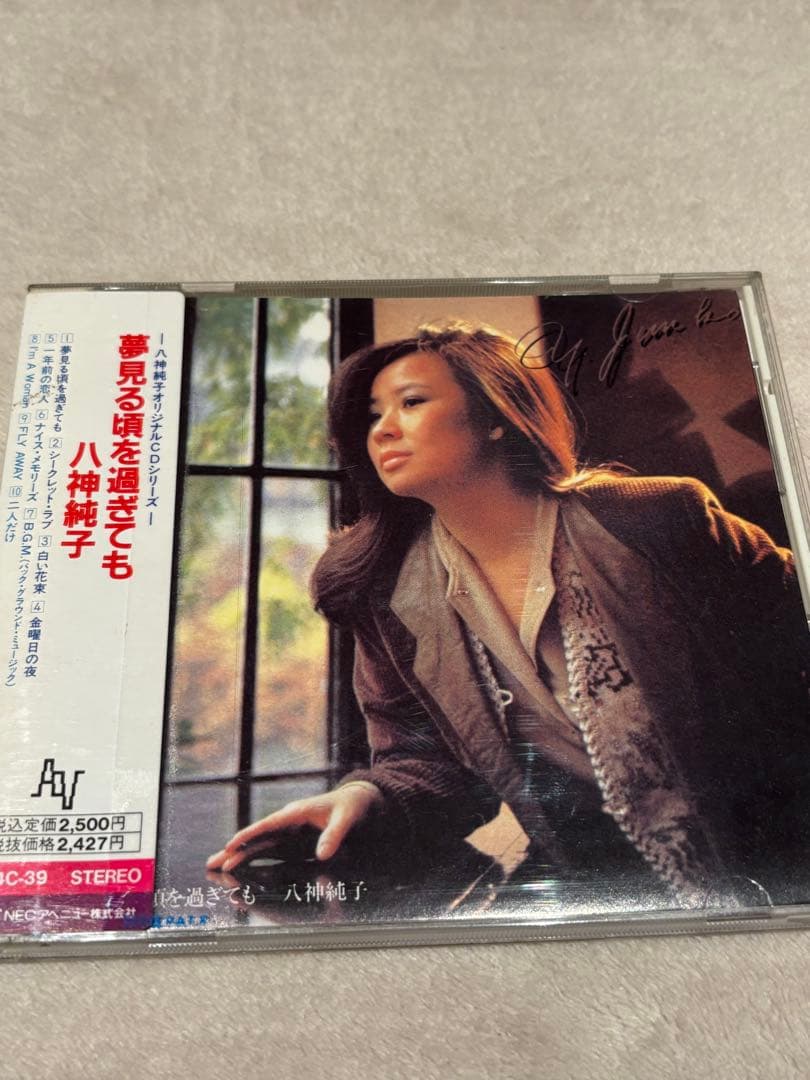 ―八神純子オリジナルCDシリーズ―
夢見る頃を過ぎても
八神純子
1 夢見る頃を過ぎても 2 シークレット・ラブ 3 白い花束 4 金曜日の夜
5 一年前の恋人 6 ナイス・メモリーズ 7 B.G.M.(バック・グラウンド・ミュージック)
8 I'm A Woman 9 FLY AWAY 10 二人だけ
税込定価2,500円
税抜価格2,427円
C-39 STEREO
NECアベニュー株式会社
頃を過ぎても 八神純子